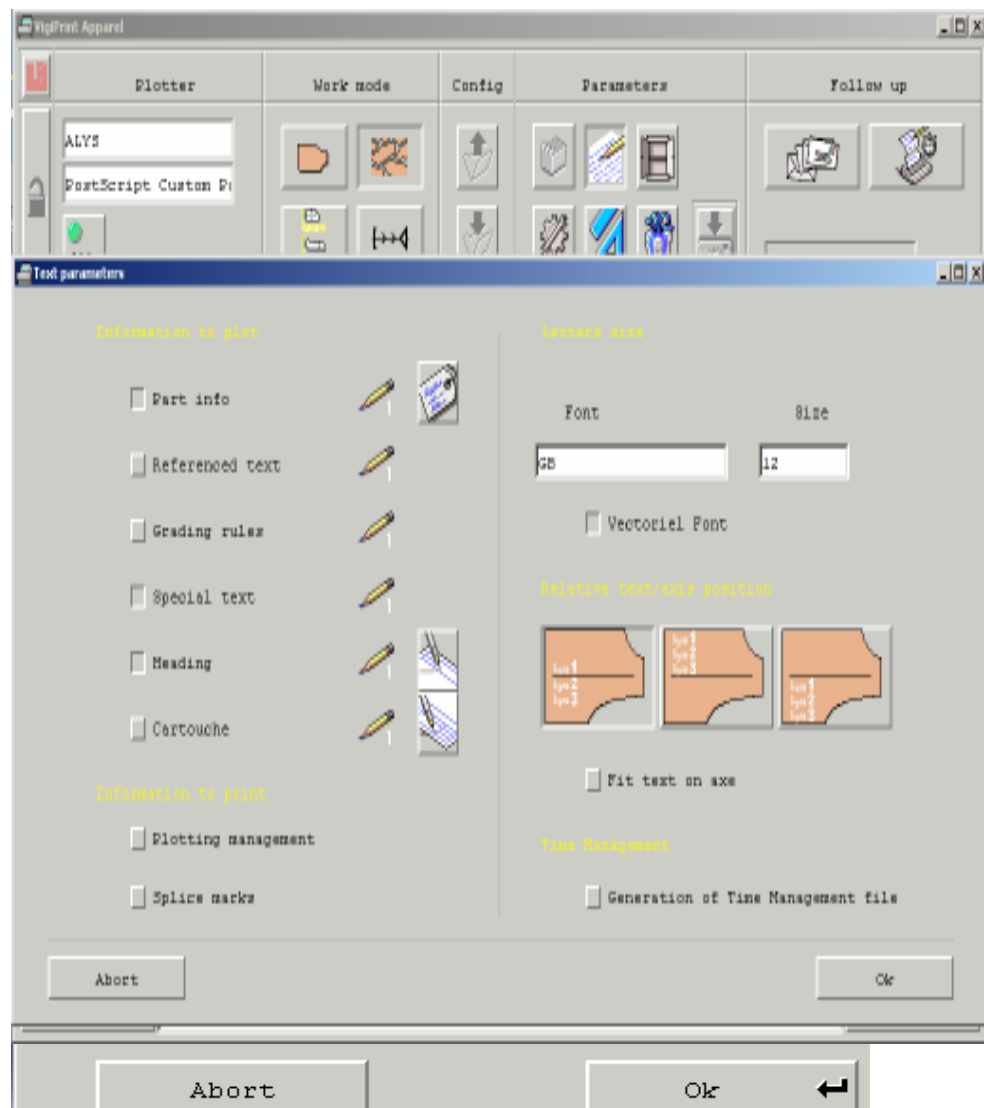 VigiPrint Apparel
Plotter
Work mode
Config
Parameters
Follow up
ALYS
PostScript Custom P
Text parameters
Information to plot
Letters size
Part info
Font
Size
Referenced text
GB
12
Grading rules
Vectoriel Font
Special text
Relative text/axis position
Heading
Cartouche
Fit text on axe
Information to print
Plotting management
Time Management
Splice marks
Generation of Time Management file
Abort
Ok
Abort
Ok